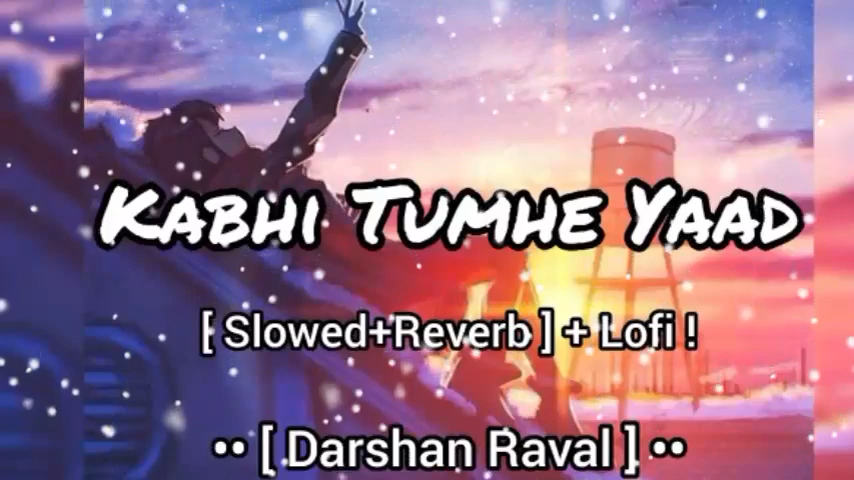 Kabhi Tumhe Yaad
[ Slowed+Reverb ] + Lofi !
•• [ Darshan Raval ] ••